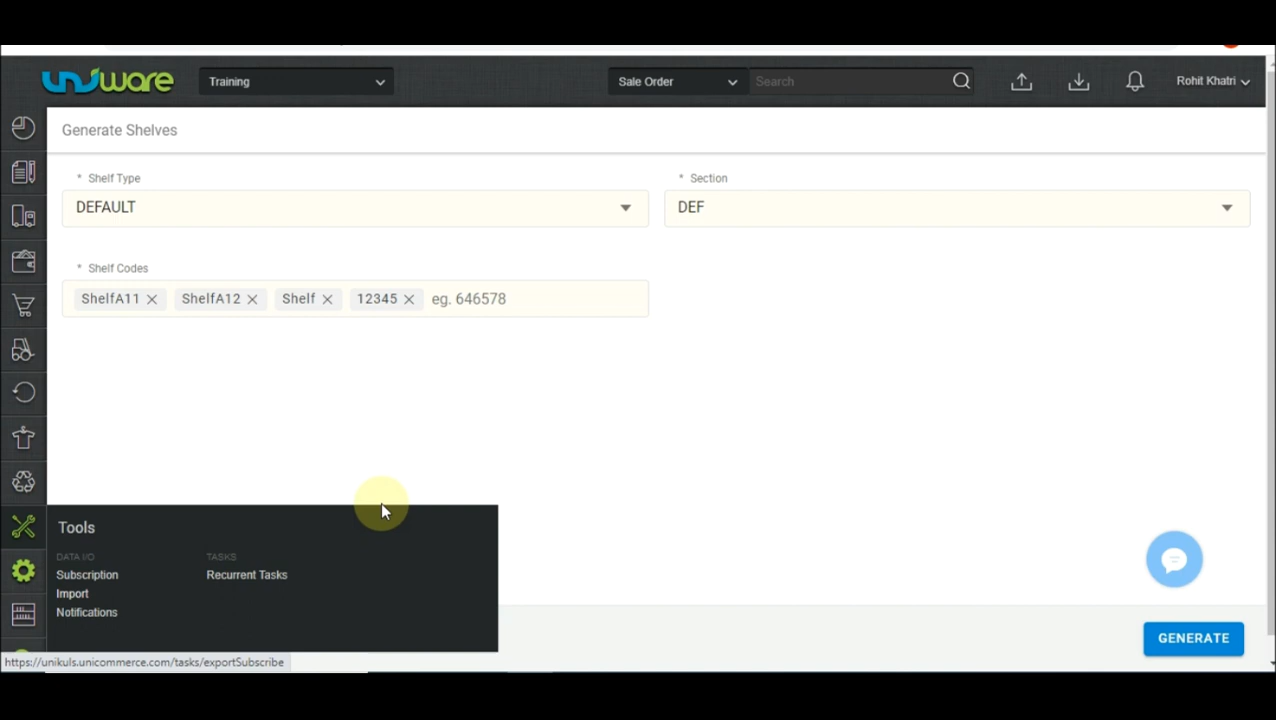 uniware
Training
Sale Order
Search
Rohit Khatri
Generate Shelves
* Shelf Type
* Section
DEFAULT
DEF
* Shelf Codes
ShelfA11
ShelfA12
Shelf
12345
eg. 646578
Tools
DATA I/O
TASKS
Subscription
Recurrent Tasks
Import
Notifications
GENERATE
https://unikuls.unicommerce.com/tasks/exportSubscribe